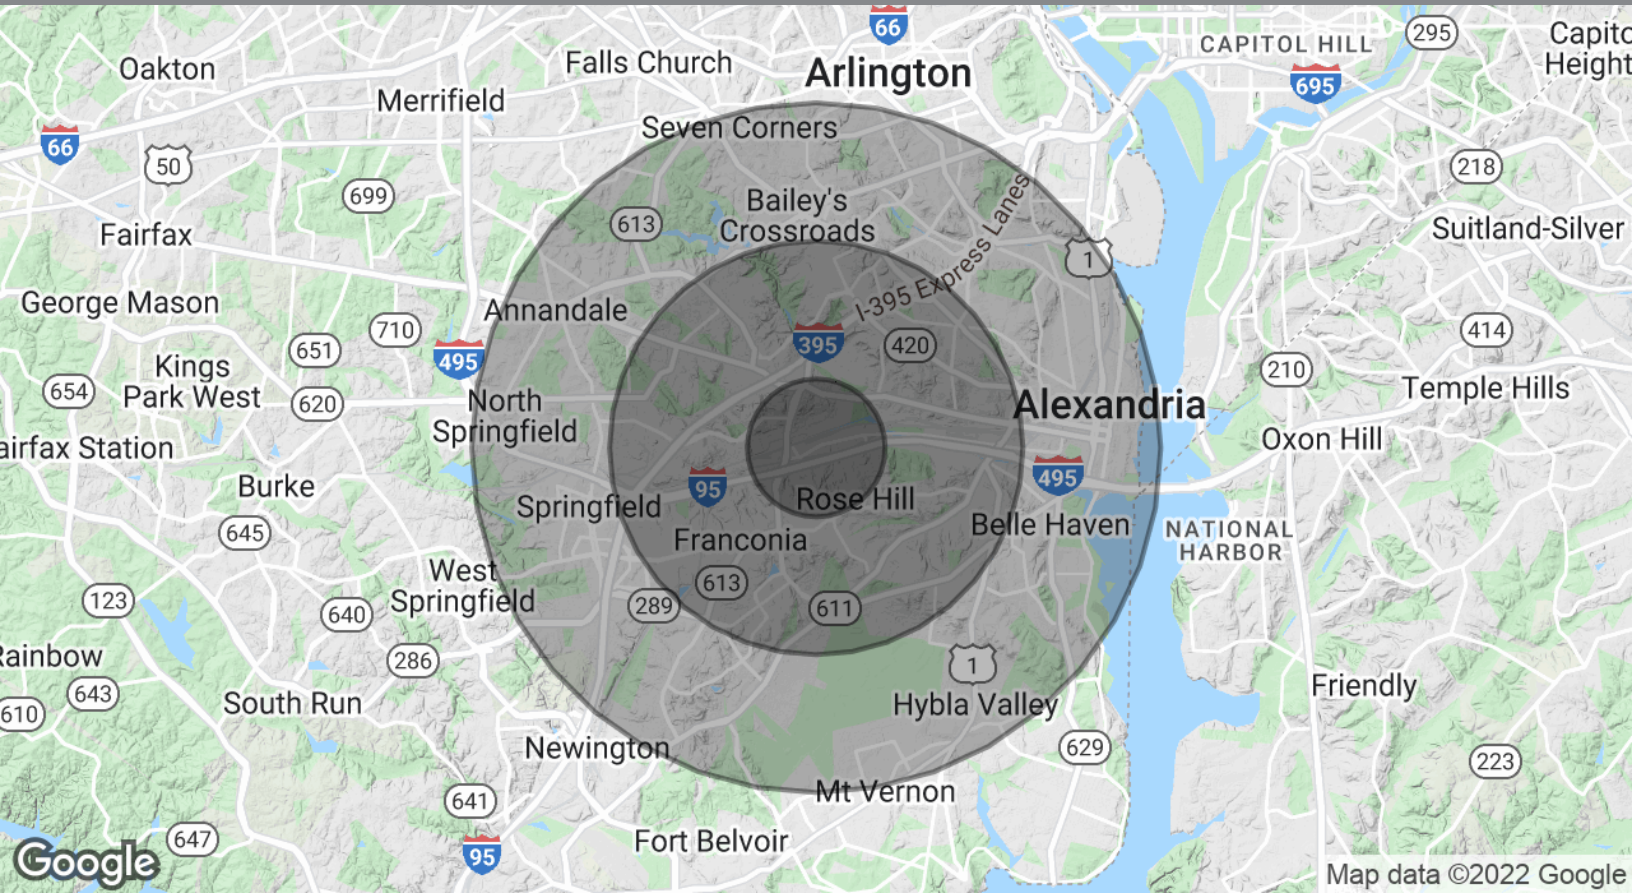 66
295
CAPITOL HILL
Capito
Height
Falls Church
Oakton
Arlington
695
Merrifield
Seven Corners
66
50
218
699
Bailey's
Crossroads
613
Suitland-Silver
Fairfax
1
I-395 Express Lanes
George Mason
Annandale
710
651
495
395
420
414
Kings
Park West
654
620
210
Temple Hills
North
Springfield
Alexandria
Oxon Hill
airfax Station
Burke
95
495
Springfield
Rose Hill
Belle Haven
NATIONAL
HARBOR
645
Franconia
West
Springfield
613
123
640
289
611
Rainbow
286
1
643
610
South Run
Hybla Valley
Friendly
Newington
629
223
641
Mt Vernon
647
Fort Belvoir
95
Google
Map data ©2022 Google